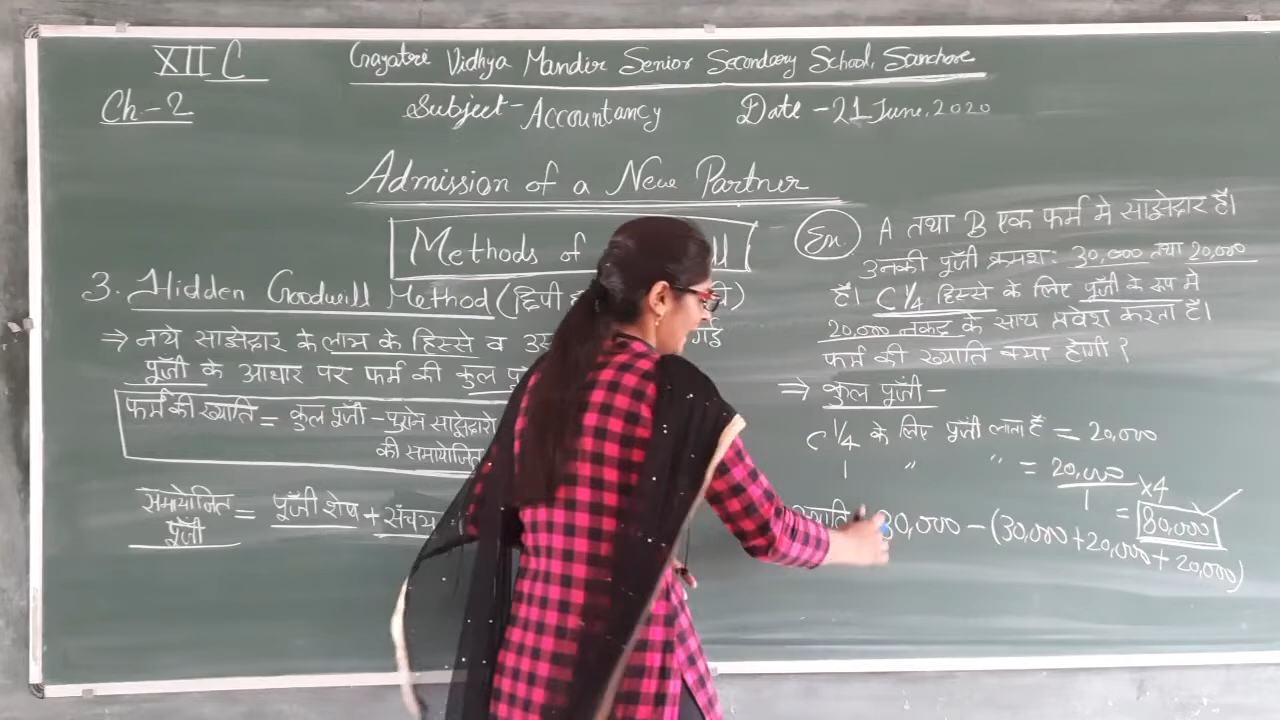 XII C
Gayatri Vidhya Mandir Senior Secondary School, Sanchore
Ch-2
Subject-Accountancy
Date - 21 June, 2020
Admission of a New Partner
Methods of
3. Hidden Goodwill Method (छिपी
⇒ नये साझेदार के लाभ के हिस्से व
पूँजी के आधार पर फर्म की कुल
फर्म की ख्याति = कुल पूँजी - पुराने साझेदारो
की समायोजित
समायोजित पूँजी = पूँजी शेष + संचय
Ex.
A तथा B एक फर्म मे साझेदार हैं।
उनकी पूँजी क्रमश: 30,000 तथा 20,000
है। C 1/4 हिस्से के लिए पूँजी के रूप मे
20,000 नकद के साथ प्रवेश करता है।
फर्म की ख्याति क्या होगी ?
⇒ कुल पूँजी -
C 1/4 के लिए पूँजी लाता है = 20,000
1 " " = 20,000/1 ×4
= 80,000
0,000 - (30,000 + 20,000 + 20,000)